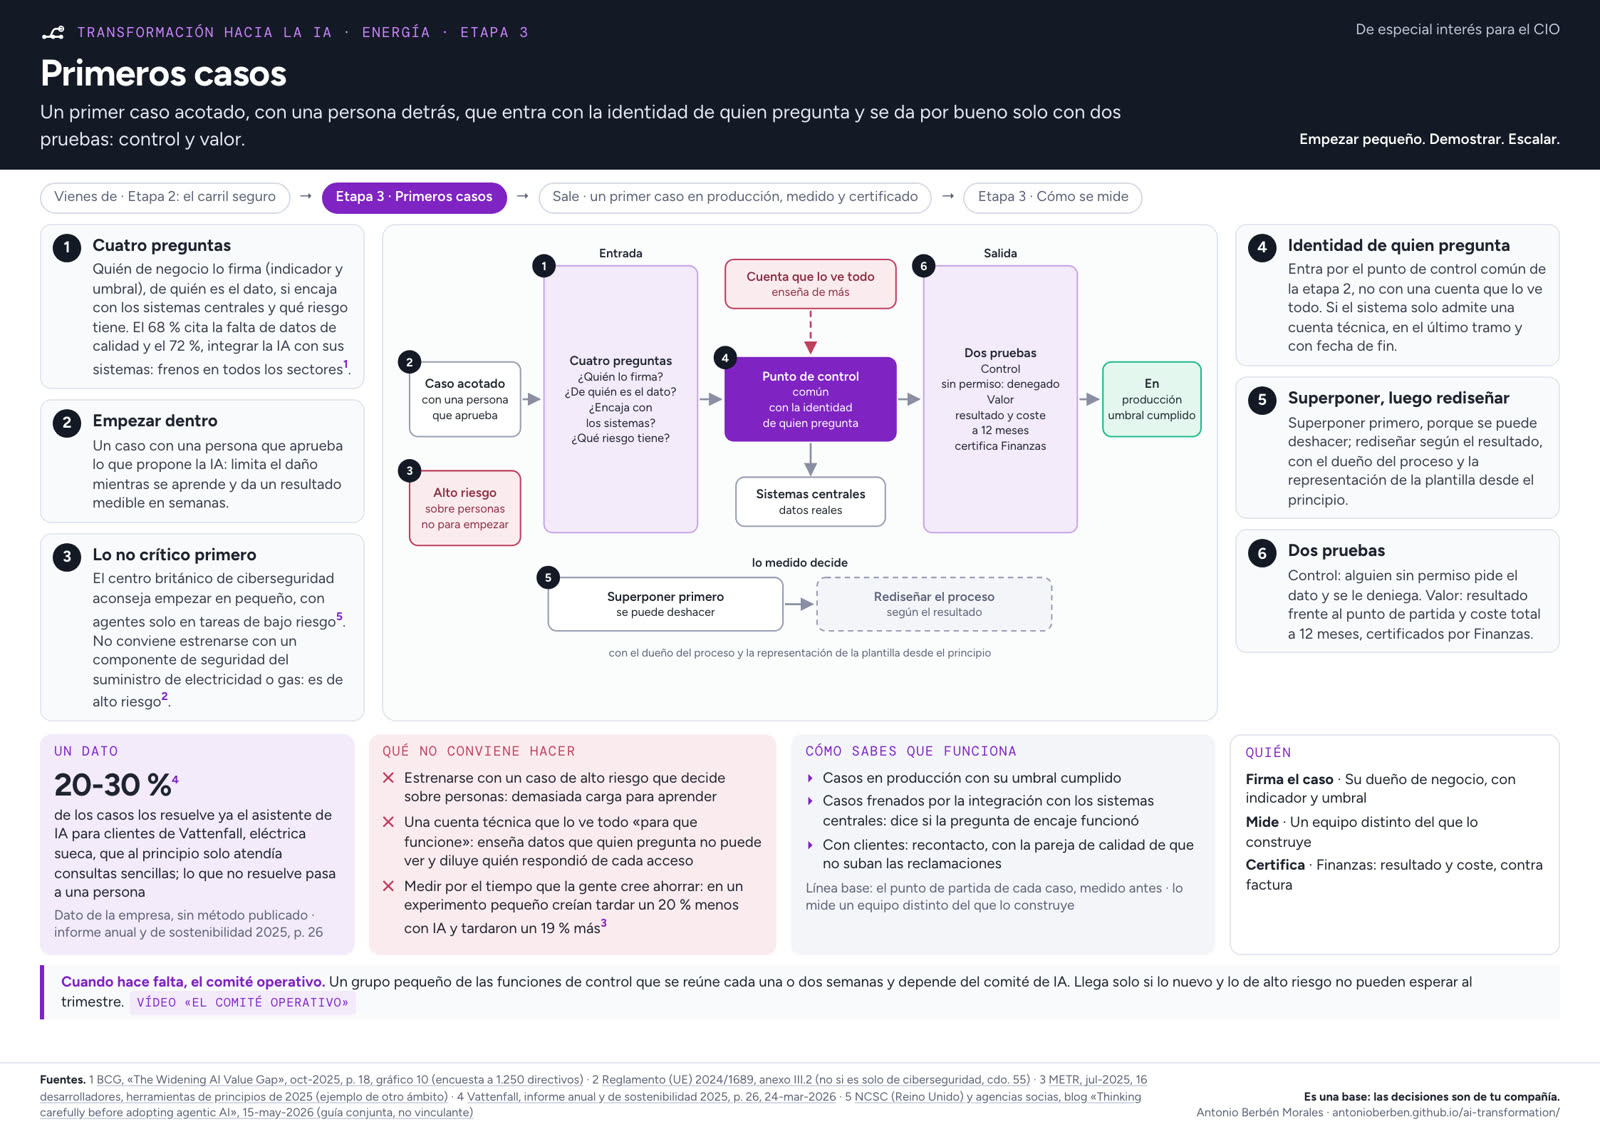 TRANSFORMACIÓN HACIA LA IA · ENERGÍA · ETAPA 3
De especial interés para el CIO
Primeros casos
Un primer caso acotado, con una persona detrás, que entra con la identidad de quien pregunta y se da por bueno solo con dos
pruebas: control y valor.
Empezar pequeño. Demostrar. Escalar.
Vienes de · Etapa 2: el carril seguro → Etapa 3 · Primeros casos → Sale · un primer caso en producción, medido y certificado → Etapa 3 · Cómo se mide
1 Cuatro preguntas
Quién de negocio lo firma (indicador y
umbral), de quién es el dato, si encaja
con los sistemas centrales y qué riesgo
tiene. El 68 % cita la falta de datos de
calidad y el 72 %, integrar la IA con sus
sistemas: frenos en todos los sectores1.
2 Empezar dentro
Un caso con una persona que aprueba
lo que propone la IA: limita el daño
mientras se aprende y da un resultado
medible en semanas.
3 Lo no crítico primero
El centro británico de ciberseguridad
aconseja empezar en pequeño, con
agentes solo en tareas de bajo riesgo5.
No conviene estrenarse con un
componente de seguridad del
suministro de electricidad o gas: es de
alto riesgo2.
2
Caso acotado
con una persona
que aprueba
3
Alto riesgo
sobre personas
no para empezar
Entrada
1
Cuatro preguntas
¿Quién lo firma?
¿De quién es el dato?
¿Encaja con
los sistemas?
¿Qué riesgo tiene?
Cuenta que lo ve todo
enseña de más
4
Punto de control
común
con la identidad
de quien pregunta
Sistemas centrales
datos reales
Salida
6
Dos pruebas
Control
sin permiso: denegado
Valor
resultado y coste
a 12 meses
certifica Finanzas
En
producción
umbral cumplido
lo medido decide
5
Superponer primero
se puede deshacer
Rediseñar el proceso
según el resultado
con el dueño del proceso y la representación de la plantilla desde el principio
4 Identidad de quien pregunta
Entra por el punto de control común de
la etapa 2, no con una cuenta que lo ve
todo. Si el sistema solo admite una
cuenta técnica, en el último tramo y
con fecha de fin.
5 Superponer, luego rediseñar
Superponer primero, porque se puede
deshacer; rediseñar según el resultado,
con el dueño del proceso y la
representación de la plantilla desde el
principio.
6 Dos pruebas
Control: alguien sin permiso pide el
dato y se le deniega. Valor: resultado
frente al punto de partida y coste total
a 12 meses, certificados por Finanzas.
UN DATO
20-30 %4
de los casos los resuelve ya el asistente de
IA para clientes de Vattenfall, eléctrica
sueca, que al principio solo atendía
consultas sencillas; lo que no resuelve pasa
a una persona
Dato de la empresa, sin método publicado ·
informe anual y de sostenibilidad 2025, p. 26
QUÉ NO CONVIENE HACER
Estrenarse con un caso de alto riesgo que decide
sobre personas: demasiada carga para aprender
Una cuenta técnica que lo ve todo «para que
funcione»: enseña datos que quien pregunta no puede
ver y diluye quién respondió de cada acceso
Medir por el tiempo que la gente cree ahorrar: en un
experimento pequeño creían tardar un 20 % menos
con IA y tardaron un 19 % más3
CÓMO SABES QUE FUNCIONA
Casos en producción con su umbral cumplido
Casos frenados por la integración con los sistemas
centrales: dice si la pregunta de encaje funcionó
Con clientes: recontacto, con la pareja de calidad de que
no suban las reclamaciones
Línea base: el punto de partida de cada caso, medido antes · lo
mide un equipo distinto del que lo construye
QUIÉN
Firma el caso · Su dueño de negocio, con
indicador y umbral
Mide · Un equipo distinto del que lo
construye
Certifica · Finanzas: resultado y coste, contra
factura
Cuando hace falta, el comité operativo. Un grupo pequeño de las funciones de control que se reúne cada una o dos semanas y depende del comité de IA. Llega solo si lo nuevo y lo de alto riesgo no pueden esperar al
trimestre. VÍDEO «EL COMITÉ OPERATIVO»
Fuentes. 1 BCG, «The Widening AI Value Gap», oct-2025, p. 18, gráfico 10 (encuesta a 1.250 directivos) · 2 Reglamento (UE) 2024/1689, anexo III.2 (no si es solo de ciberseguridad, cdo. 55) · 3 METR, jul-2025, 16
desarrolladores, herramientas de principios de 2025 (ejemplo de otro ámbito) · 4 Vattenfall, informe anual y de sostenibilidad 2025, p. 26, 24-mar-2026 · 5 NCSC (Reino Unido) y agencias socias, blog «Thinking
carefully before adopting agentic AI», 15-may-2026 (guía conjunta, no vinculante)
Es una base: las decisiones son de tu compañía.
Antonio Berbén Morales · antonioberben.github.io/ai-transformation/